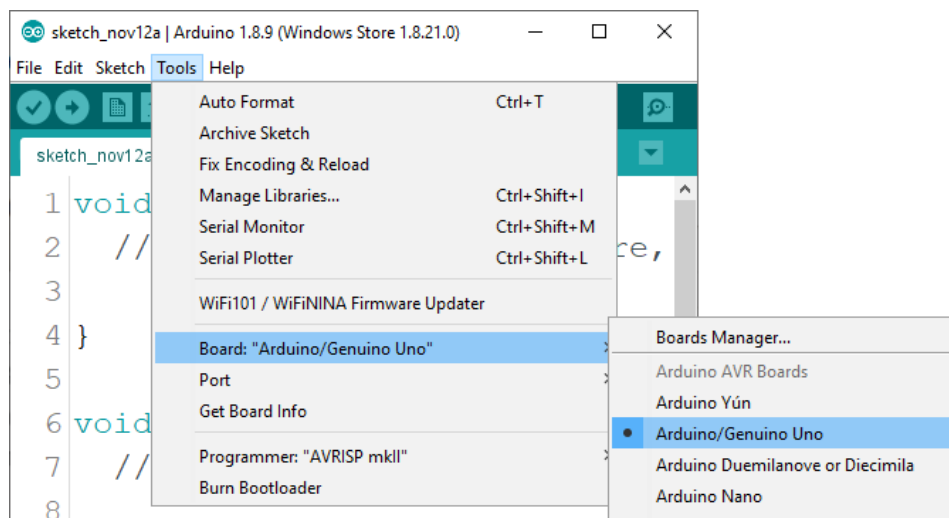 sketch_nov12a | Arduino 1.8.9 (Windows Store 1.8.21.0)
File Edit Sketch Tools Help
sketch_nov12a
Auto Format Ctrl+T
Archive Sketch
Fix Encoding & Reload
Manage Libraries... Ctrl+Shift+I
Serial Monitor Ctrl+Shift+M
Serial Plotter Ctrl+Shift+L
WiFi101 / WiFiNINA Firmware Updater
Board: "Arduino/Genuino Uno"
Port
Get Board Info
Programmer: "AVRISP mkII"
Burn Bootloader
Boards Manager...
Arduino AVR Boards
Arduino Yún
Arduino/Genuino Uno
Arduino Duemilanove or Diecimila
Arduino Nano
1 void
2 // re,
3
4 }
5
6 void
7 //
8